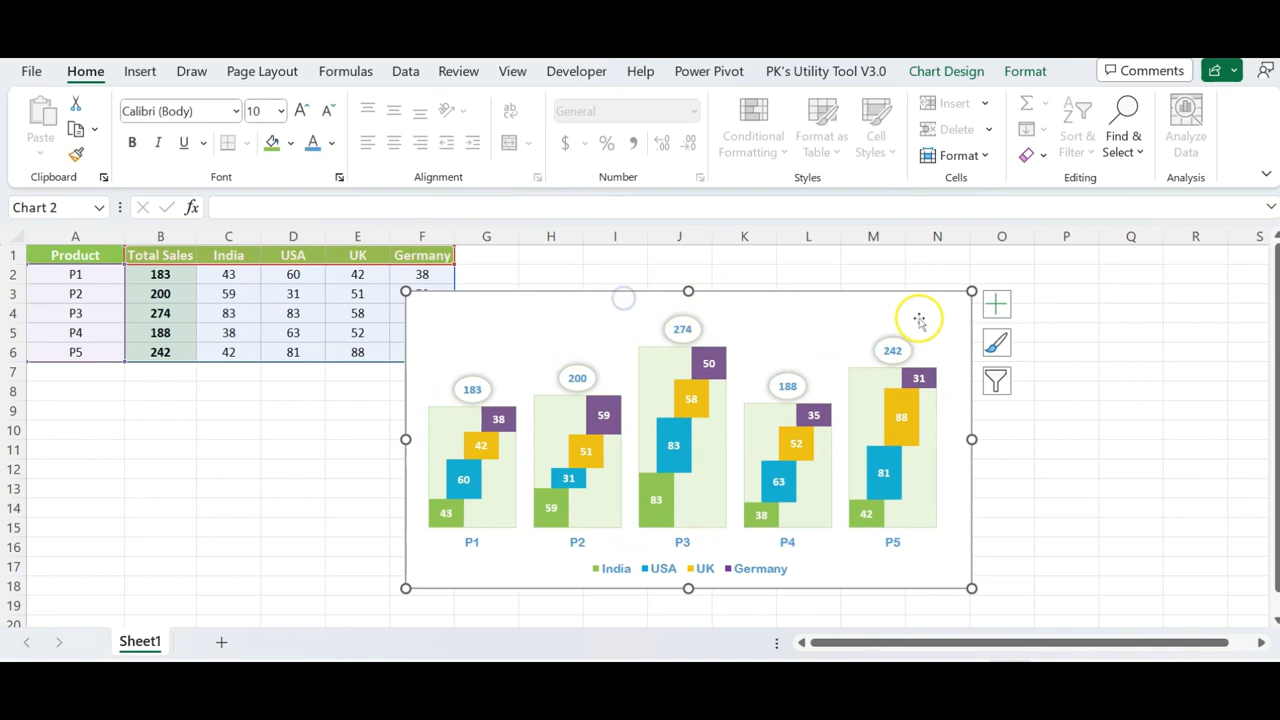 File Home Insert Draw Page Layout Formulas Data Review View Developer Help Power Pivot PK's Utility Tool V3.0 Chart Design Format Comments
Paste
Calibri (Body) 10 A A
B I U A
ab
General
$ % 9 .00
Conditional Formatting
Format as Table
Cell Styles
Insert
Delete
Format
Sort & Filter
Find & Select
Analyze Data
Clipboard Font Alignment Number Styles Cells Editing Analysis
Chart 2 fx
A B C D E F G H I J K L M N O P Q R S
1 Product Total Sales India USA UK Germany
2 P1 183 43 60 42 38
3 P2 200 59 31 51
4 P3 274 83 83 58
5 P4 188 38 63 52
6 P5 242 42 81 88
7
8
9
10
11
12
13
14
15
16
17
18
19
20
183 200 274 188 242
38 59 50 35 31
42 51 58 52 88
60 31 83 63 81
43 59 83 38 42
P1 P2 P3 P4 P5
India USA UK Germany
Sheet1